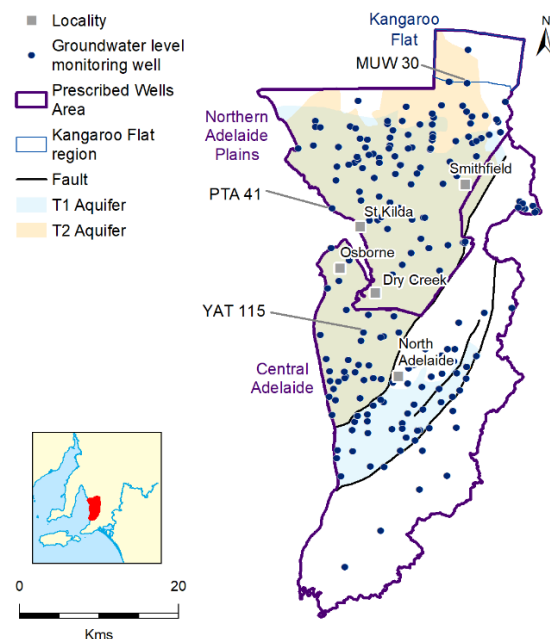 Locality
Groundwater level
monitoring well
Prescribed Wells
Area
Kangaroo Flat
region
Fault
T1 Aquifer
T2 Aquifer
Kangaroo
Flat
MUW 30
N
Northern
Adelaide
Plains
Smithfield
PTA 41
St Kilda
Osborne
Dry Creek
YAT 115
North
Adelaide
Central
Adelaide
0
20
Kms